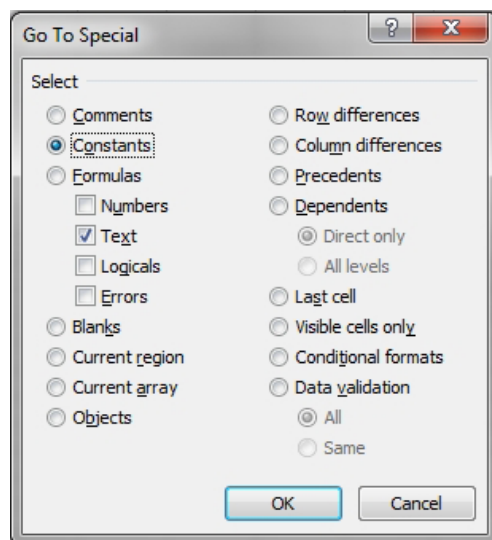 Go To Special
?
X
Select
Comments
Constants
Formulas
Numbers
Text
Logicals
Errors
Blanks
Current region
Current array
Objects
Row differences
Column differences
Precedents
Dependents
Direct only
All levels
Last cell
Visible cells only
Conditional formats
Data validation
All
Same
OK
Cancel